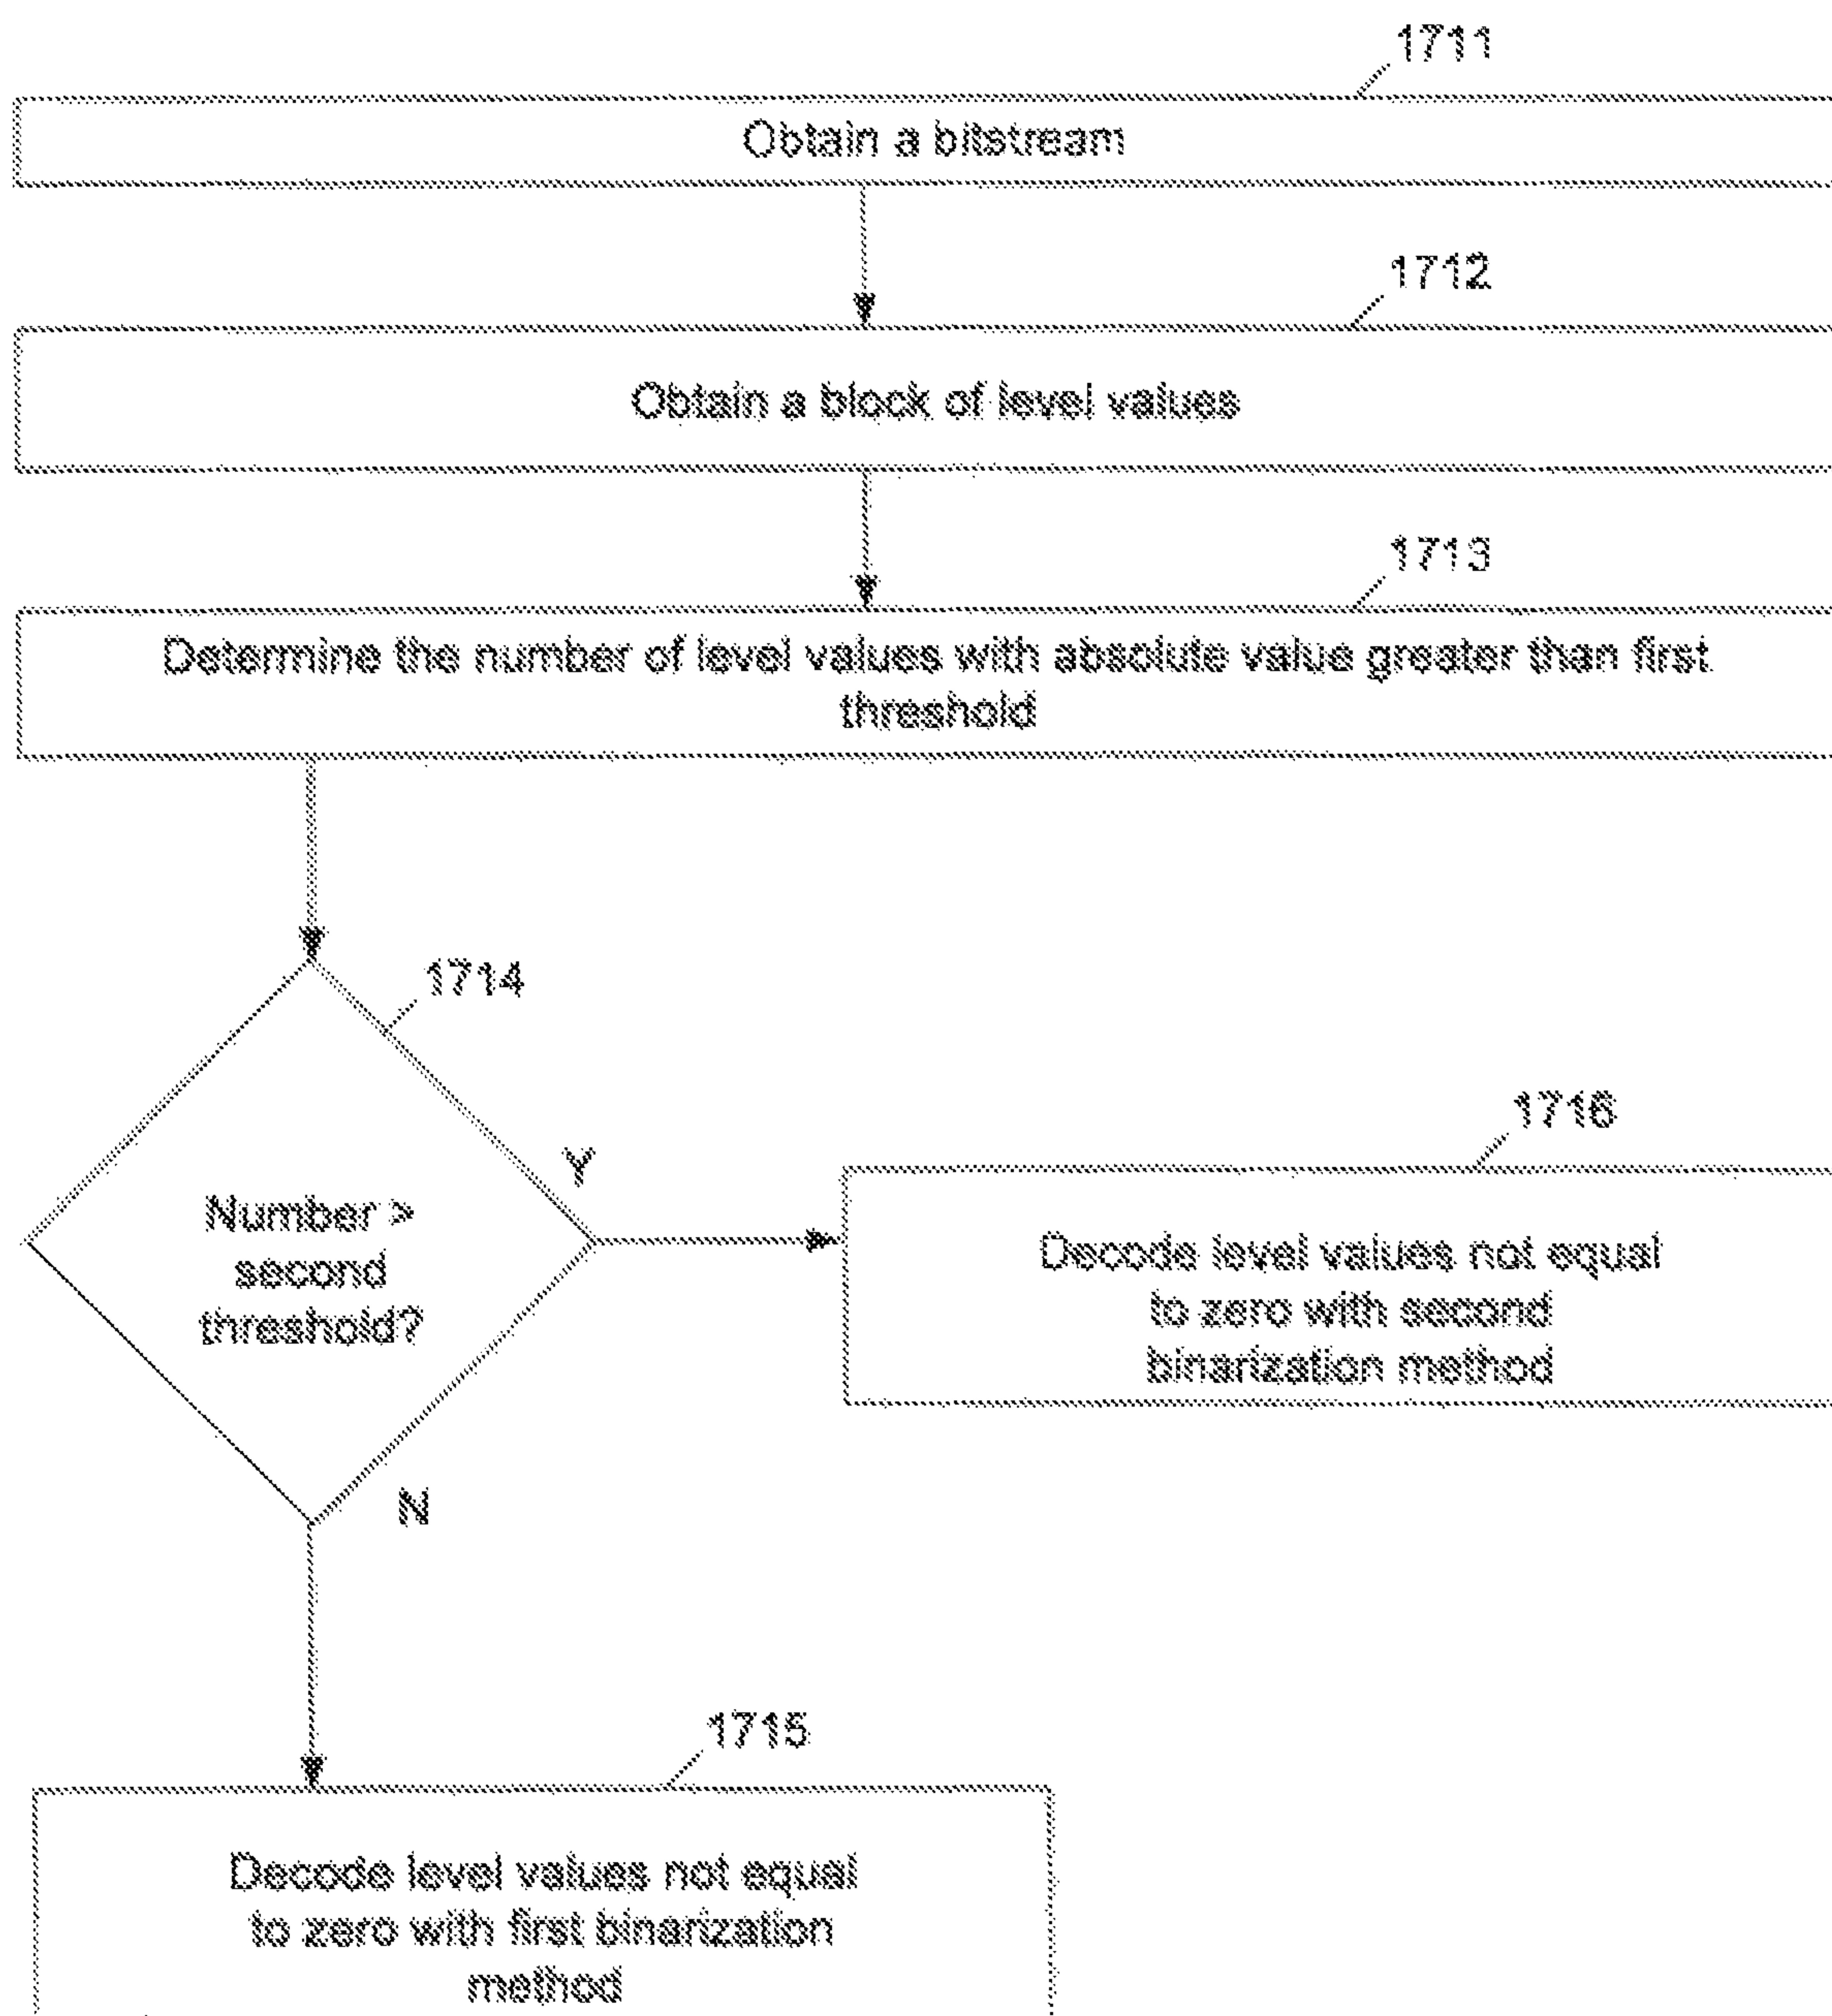 1711
Obtain a bitstream
1712
Obtain a block of level values
1713
Determine the number of level values with absolute value greater than first
threshold
1714
Number >
second
threshold?
Y
N
1716
Decode level values not equal
to zero with second
binarization method
1715
Decode level values not equal
to zero with first binarization
method